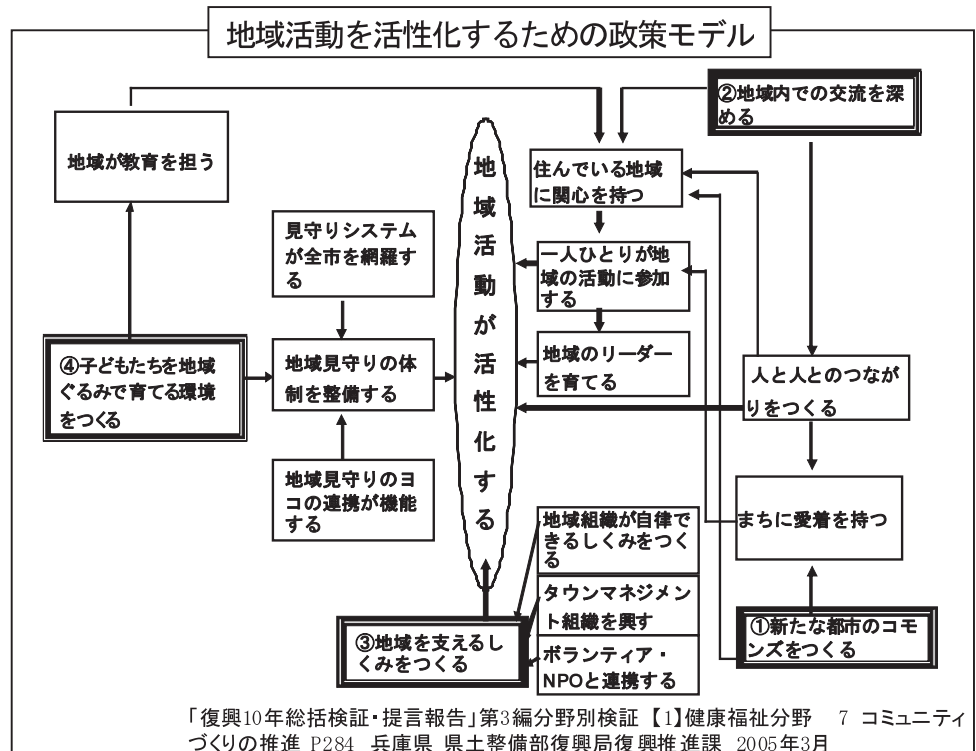 地域活動を活性化するための政策モデル
②地域内での交流を深
める
地域が教育を担う
住んでいる地域
に関心を持つ
見守りシステム
が全市を網羅す
る
一人ひとりが地
域の活動に参加
する
地域のリーダー
を育てる
④子どもたちを地域
ぐるみで育てる環境
をつくる
地域見守りの体
制を整備する
地域活動が活性化する
人と人とのつなが
りをつくる
地域見守りのヨ
コの連携が機能
する
まちに愛着を持つ
地域組織が自律で
きるしくみをつく
る
タウンマネジメン
ト組織を興す
ボランティア・
NPOと連携する
③地域を支えるし
くみをつくる
①新たな都市のコモ
ンズをつくる
「復興10年総括検証・提言報告」第3編分野別検証 【1】健康福祉分野 7 コミュニティ
づくりの推進 P284 兵庫県 県土整備部復興局復興推進課 2005年3月